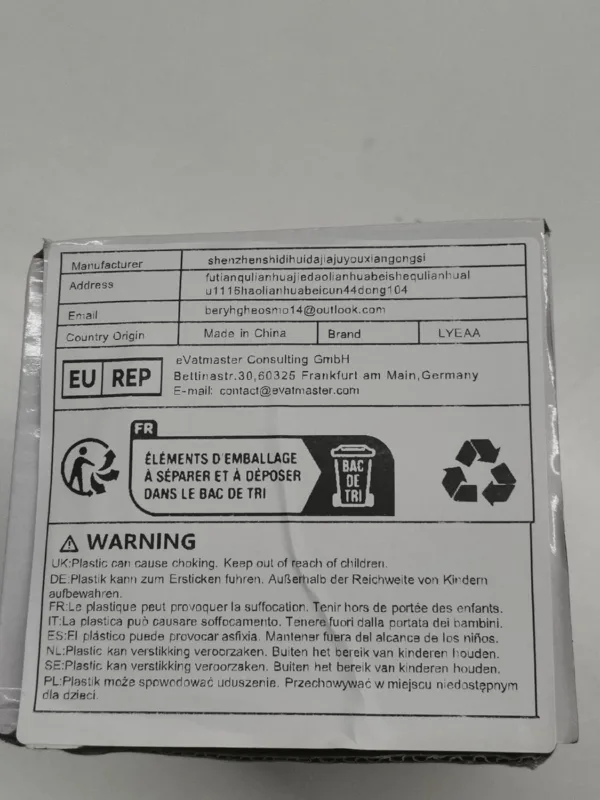 Manufacturer shenzhenshidihuidajiajuyouxiangongsi
Address futianqulianhuajiedaolianhuabeishequlianhual
u1116haolianhuabeicun44dong104
Email beryhgheosmo14@outlook.com
Country Origin Made in China Brand LYEAA
EU REP
eVatmaster Consulting GmbH
Bettinastr.30,60325 Frankfurt am Main,Germany
E-mail: contact@evatmaster.com
FR
ÉLÉMENTS D'EMBALLAGE
À SÉPARER ET À DÉPOSER
DANS LE BAC DE TRI
BAC
DE
TRI
WARNING
UK:Plastic can cause choking. Keep out of reach of children.
DE:Plastik kann zum Ersticken fuhren. Außerhalb der Reichweite von Kindern
aufbewahren.
FR:Le plastique peut provoquer la suffocation. Tenir hors de portée des enfants.
IT:La plastica può causare soffocamento. Tenere fuori dalla portata dei bambini.
ES:El plástico puede provocar asfixia. Mantener fuera del alcance de los niños.
NL:Plastic kan verstikking veroorzaken. Buiten het bereik van kinderen houden.
SE:Plastic kan verstikking veroorzaken. Buiten het bereik van kinderen houden.
PL:Plastik może spowodować uduszenie. Przechowywać w miejscu niedostępnym
dla dzieci.